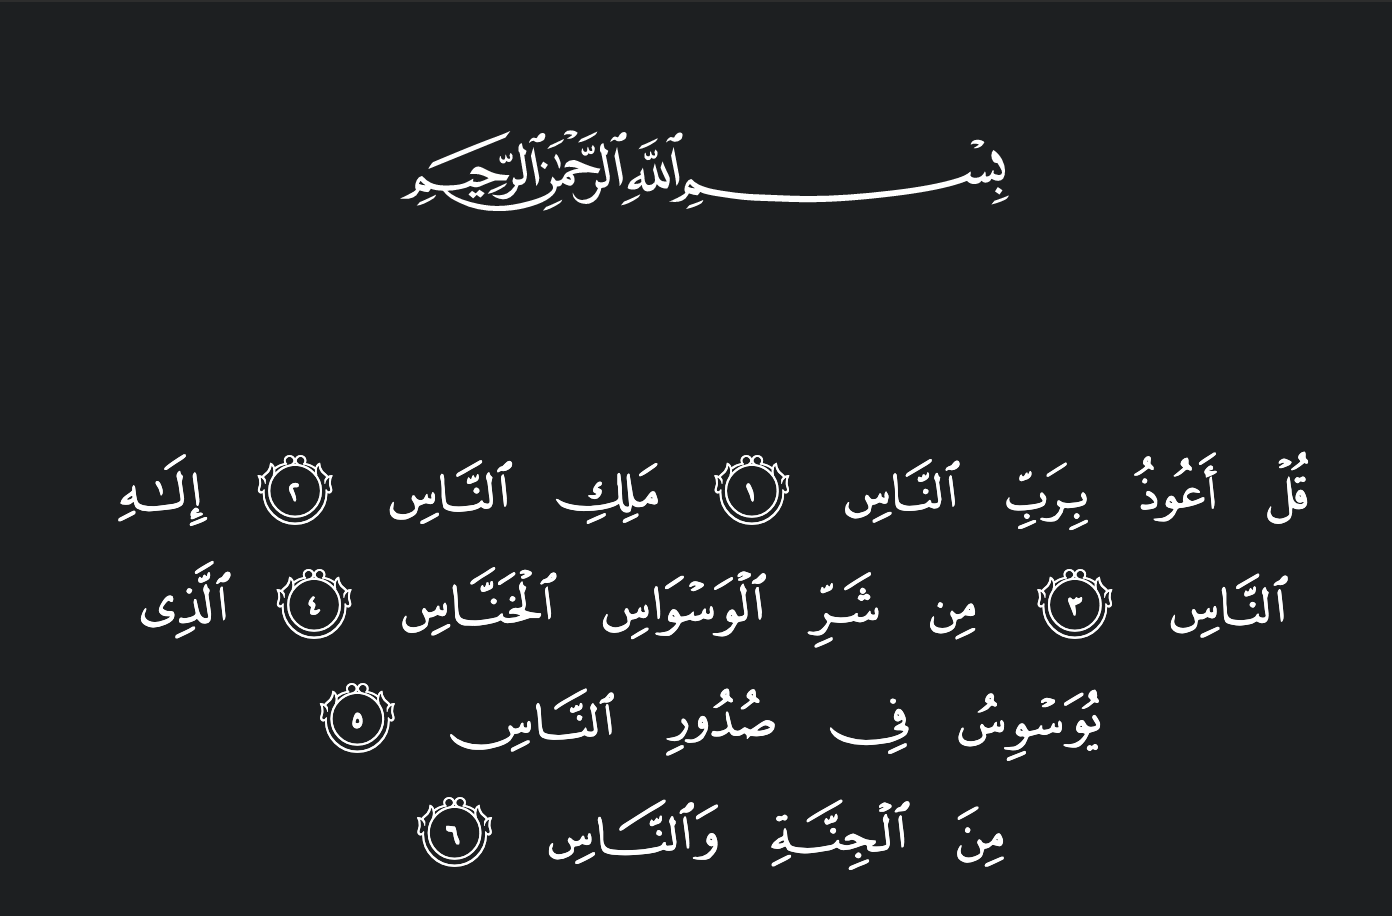 بِسْمِ ٱللَّهِ ٱلرَّحْمَـٰنِ ٱلرَّحِيمِ
قُلْ أَعُوذُ بِرَبِّ ٱلنَّاسِ ١ مَلِكِ ٱلنَّاسِ ٢ إِلَـٰهِ
ٱلنَّاسِ ٣ مِن شَرِّ ٱلْوَسْوَاسِ ٱلْخَنَّاسِ ٤ ٱلَّذِى
يُوَسْوِسُ فِى صُدُورِ ٱلنَّاسِ ٥
مِنَ ٱلْجِنَّةِ وَٱلنَّاسِ ٦